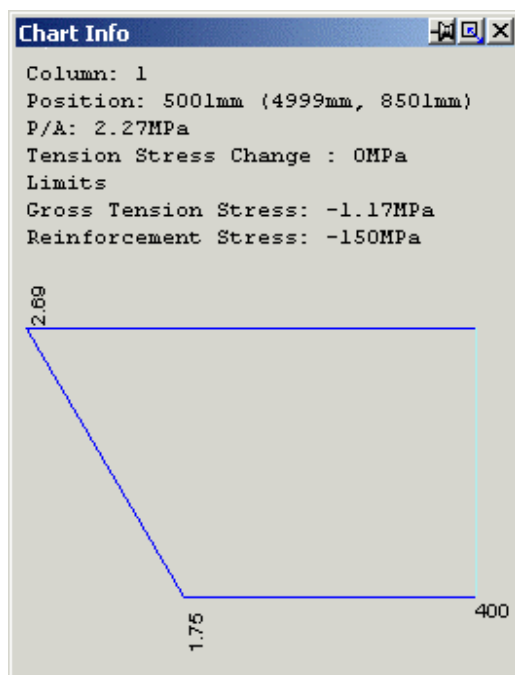 Chart Info
Column: 1
Position: 5001mm (4999mm, 8501mm)
P/A: 2.27MPa
Tension Stress Change : 0MPa
Limits
Gross Tension Stress: -1.17MPa
Reinforcement Stress: -150MPa
2.69
1.75
400